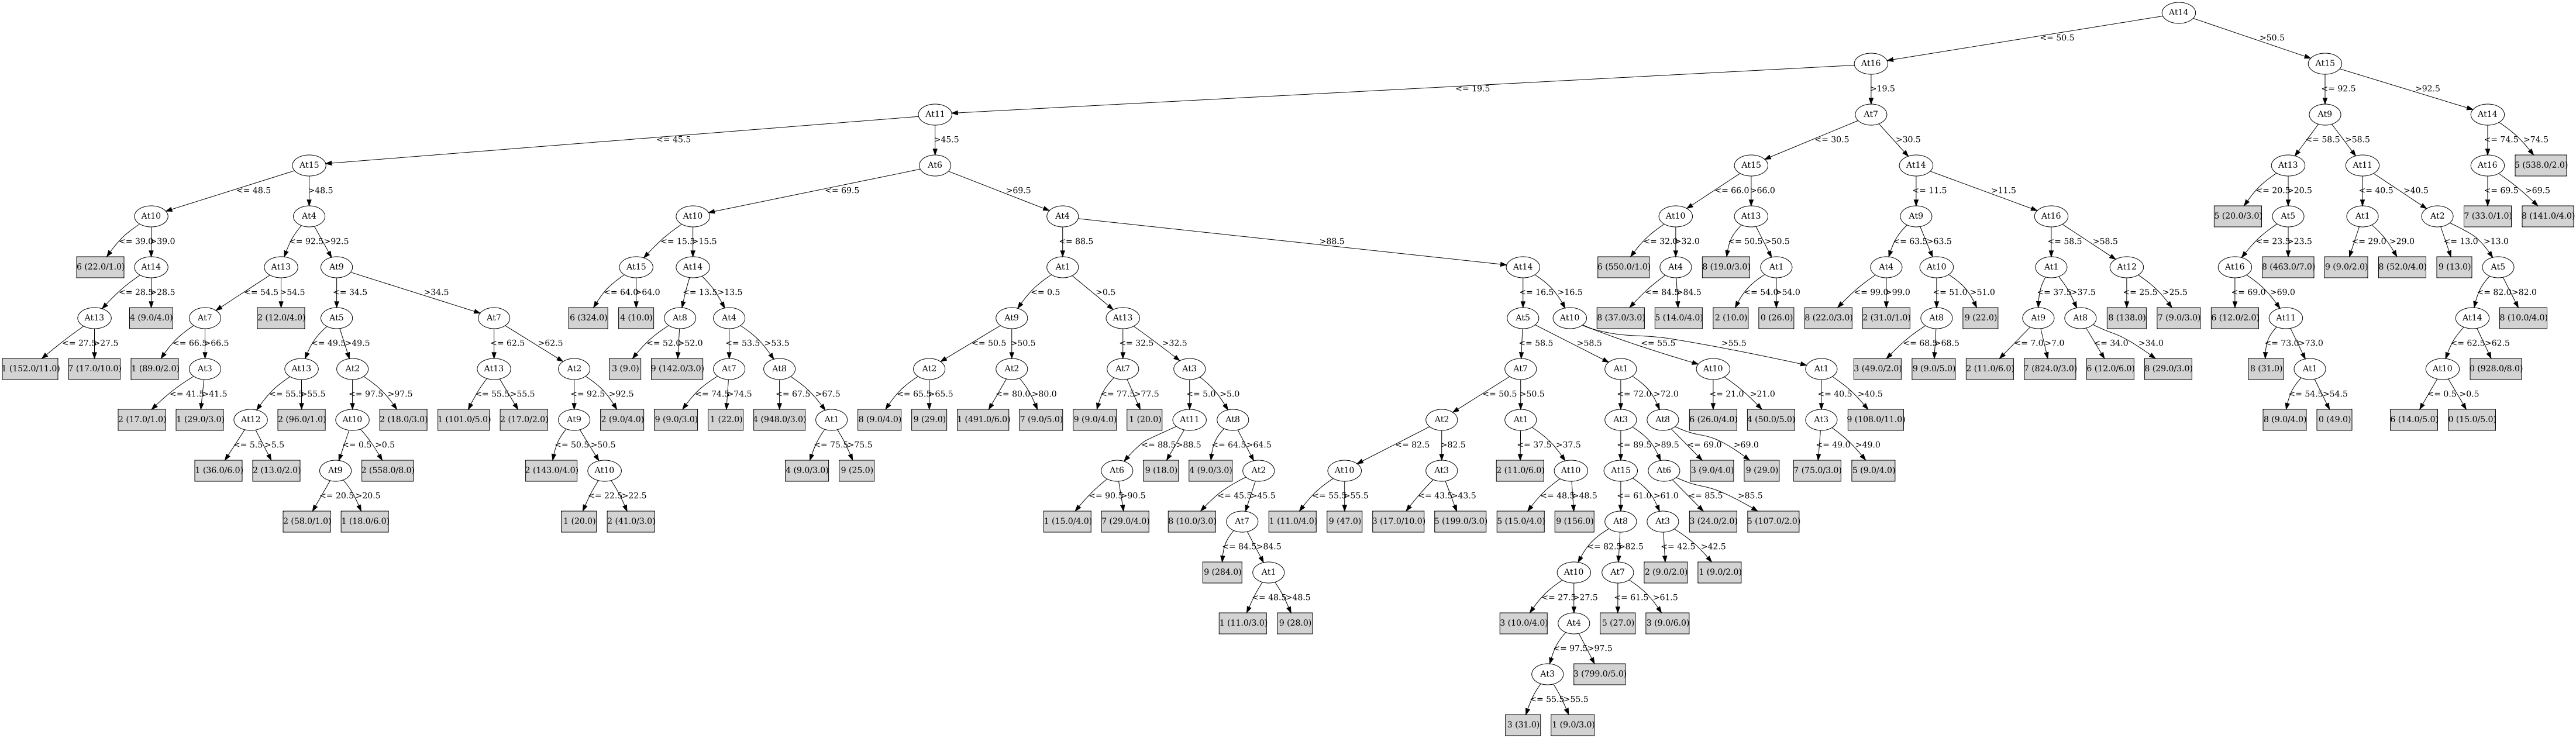 At14
<= 50.5 >50.5
At16 At15
<= 19.5 >19.5 <= 92.5 >92.5
At11 At7 At9 At14
<= 45.5 >45.5 <= 30.5 >30.5 <= 58.5 >58.5 <= 74.5 >74.5
At15 At6 At15 At14 At13 At11 At16 5 (538.0/2.0)
<= 48.5 >48.5 <= 69.5 >69.5 <= 66.0 >66.0 <= 11.5 >11.5 <= 20.5 >20.5 <= 40.5 >40.5 <= 69.5 >69.5
At10 At4 At10 At4 At10 At13 At9 At16 5 (20.0/3.0) At5 At1 At2 7 (33.0/1.0) 8 (141.0/4.0)
<= 39.0 >39.0 <= 92.5 >92.5 <= 15.5 >15.5 <= 88.5 >88.5 <= 32.0 >32.0 <= 50.5 >50.5 <= 63.5 >63.5 <= 58.5 >58.5 <= 23.5 >23.5 <= 29.0 >29.0 <= 13.0 >13.0
6 (22.0/1.0) At14 At13 At9 At15 At14 At1 At14 6 (550.0/1.0) At4 8 (19.0/3.0) At1 At4 At10 At1 At12 At16 8 (463.0/7.0) 9 (9.0/2.0) 8 (52.0/4.0) 9 (13.0) At5
<= 28.5 >28.5 <= 54.5 >54.5 <= 34.5 >34.5 <= 64.0 >64.0 <= 13.5 >13.5 <= 0.5 >0.5 <= 16.5 >16.5 <= 84.5 >84.5 <= 54.0 >54.0 <= 99.0 >99.0 <= 51.0 >51.0 <= 37.5 >37.5 <= 25.5 >25.5 <= 69.0 >69.0 <= 82.0 >82.0
At13 4 (9.0/4.0) At7 2 (12.0/4.0) At5 At7 6 (324.0) 4 (10.0) At8 At4 At9 At13 At5 At10 8 (37.0/3.0) 5 (14.0/4.0) 2 (10.0) 0 (26.0) 8 (22.0/3.0) 2 (31.0/1.0) At8 9 (22.0) At9 At8 8 (138.0) 7 (9.0/3.0) 6 (12.0/2.0) At11 At14 8 (10.0/4.0)
<= 27.5 >27.5 <= 66.5 >66.5 <= 49.5 >49.5 <= 62.5 >62.5 <= 52.0 >52.0 <= 53.5 >53.5 <= 50.5 >50.5 <= 32.5 >32.5 <= 58.5 >58.5 <= 55.5 >55.5 <= 68.5 >68.5 <= 7.0 >7.0 <= 34.0 >34.0 <= 73.0 >73.0 <= 62.5 >62.5
1 (152.0/11.0) 7 (17.0/10.0) 1 (89.0/2.0) At3 At13 At2 At13 At2 3 (9.0) 9 (142.0/3.0) At7 At8 At2 At2 At7 At3 At7 At1 At10 At1 3 (49.0/2.0) 9 (9.0/5.0) 2 (11.0/6.0) 7 (824.0/3.0) 6 (12.0/6.0) 8 (29.0/3.0) 8 (31.0) At1 At10 0 (928.0/8.0)
<= 41.5 >41.5 <= 55.5 >55.5 <= 97.5 >97.5 <= 55.5 >55.5 <= 92.5 >92.5 <= 74.5 >74.5 <= 67.5 >67.5 <= 65.5 >65.5 <= 80.0 >80.0 <= 77.5 >77.5 <= 5.0 >5.0 <= 50.5 >50.5 <= 72.0 >72.0 <= 21.0 >21.0 <= 40.5 >40.5 <= 54.5 >54.5 <= 0.5 >0.5
2 (17.0/1.0) 1 (29.0/3.0) At12 2 (96.0/1.0) At10 2 (18.0/3.0) 1 (101.0/5.0) 2 (17.0/2.0) At9 2 (9.0/4.0) 9 (9.0/3.0) 1 (22.0) 4 (948.0/3.0) At1 8 (9.0/4.0) 9 (29.0) 1 (491.0/6.0) 7 (9.0/5.0) 9 (9.0/4.0) 1 (20.0) At11 At8 At2 At1 At3 At8 6 (26.0/4.0) 4 (50.0/5.0) At3 9 (108.0/11.0) 8 (9.0/4.0) 0 (49.0) 6 (14.0/5.0) 0 (15.0/5.0)
<= 5.5 >5.5 <= 0.5 >0.5 <= 50.5 >50.5 <= 75.5 >75.5 <= 88.5 >88.5 <= 64.5 >64.5 <= 82.5 >82.5 <= 37.5 >37.5 <= 89.5 >89.5 <= 69.0 >69.0 <= 49.0 >49.0
1 (36.0/6.0) 2 (13.0/2.0) At9 2 (558.0/8.0) 2 (143.0/4.0) At10 4 (9.0/3.0) 9 (25.0) At6 9 (18.0) 4 (9.0/3.0) At2 At10 At3 2 (11.0/6.0) At10 At15 At6 3 (9.0/4.0) 9 (29.0) 7 (75.0/3.0) 5 (9.0/4.0)
<= 20.5 >20.5 <= 22.5 >22.5 <= 90.5 >90.5 <= 45.5 >45.5 <= 55.5 >55.5 <= 43.5 >43.5 <= 48.5 >48.5 <= 61.0 >61.0 <= 85.5 >85.5
2 (58.0/1.0) 1 (18.0/6.0) 1 (20.0) 2 (41.0/3.0) 1 (15.0/4.0) 7 (29.0/4.0) 8 (10.0/3.0) At7 1 (11.0/4.0) 9 (47.0) 3 (17.0/10.0) 5 (199.0/3.0) 5 (15.0/4.0) 9 (156.0) At8 At3 3 (24.0/2.0) 5 (107.0/2.0)
<= 84.5 >84.5 <= 82.5 >82.5 <= 42.5 >42.5
9 (284.0) At1 At10 At7 2 (9.0/2.0) 1 (9.0/2.0)
<= 48.5 >48.5 <= 27.5 >27.5 <= 61.5 >61.5
1 (11.0/3.0) 9 (28.0) 3 (10.0/4.0) At4 5 (27.0) 3 (9.0/6.0)
<= 97.5 >97.5
At3 3 (799.0/5.0)
<= 55.5 >55.5
3 (31.0) 1 (9.0/3.0)